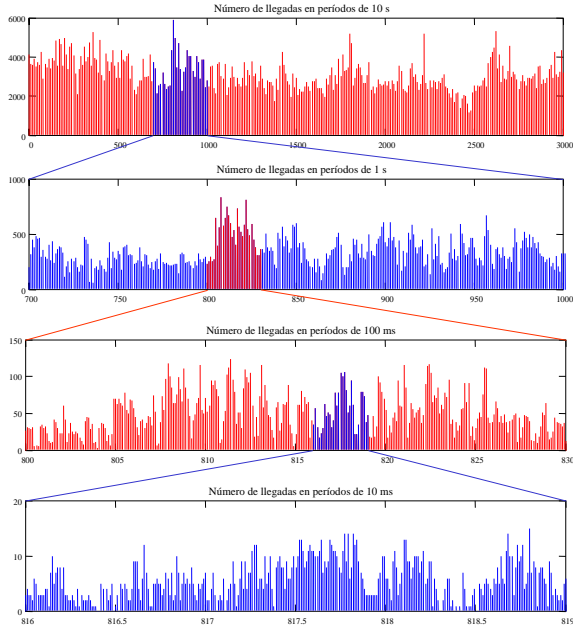 Número de llegadas en períodos de 10 s
6000
4000
2000
0
0 500 1000 1500 2000 2500 3000
Número de llegadas en períodos de 1 s
1000
500
0
700 750 800 850 900 950 1000
Número de llegadas en períodos de 100 ms
150
100
50
0
800 805 810 815 820 825 830
Número de llegadas en períodos de 10 ms
20
10
0
816 816.5 817 817.5 818 818.5 819